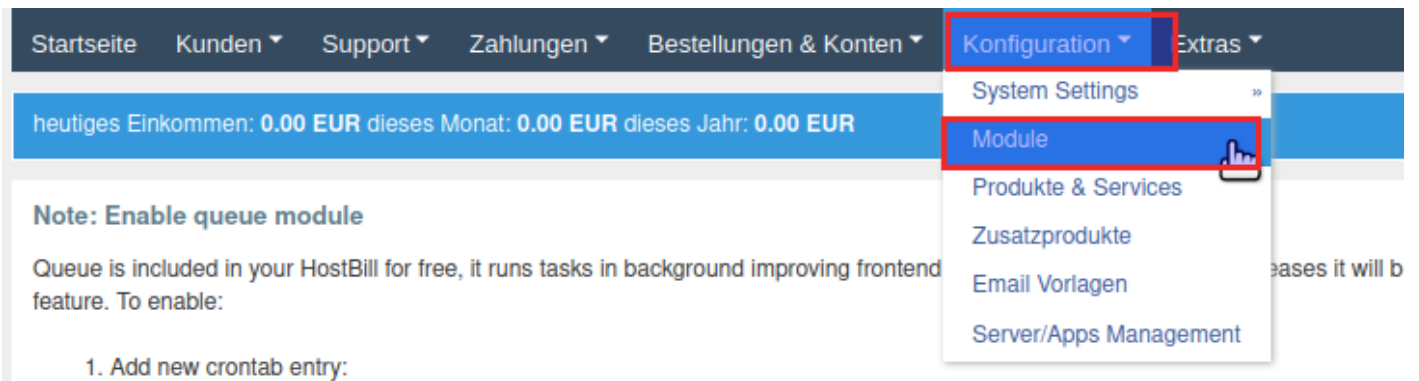 Startseite Kunden Support Zahlungen Bestellungen & Konten Konfiguration Extras
System Settings »
heutiges Einkommen: 0.00 EUR dieses Monat: 0.00 EUR dieses Jahr: 0.00 EUR
Module
Produkte & Services
Note: Enable queue module
Zusatzprodukte
Queue is included in your HostBill for free, it runs tasks in background improving frontend eases it will b
Email Vorlagen
feature. To enable:
Server/Apps Management
1. Add new crontab entry: